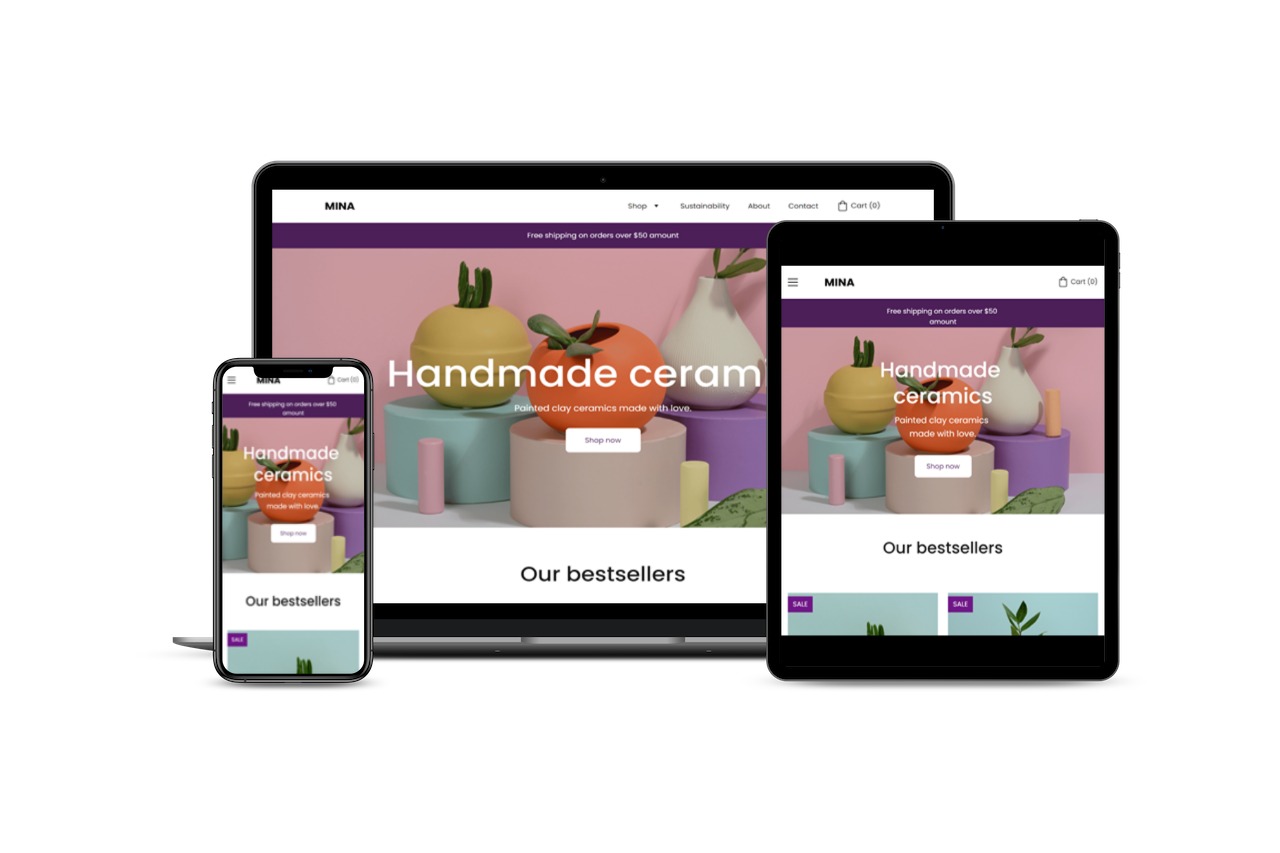 MINA
Shop Sustainability About Contact Cart (0)
Free shipping on orders over $50 amount
Handmade ceram
Painted clay ceramics made with love.
Shop now
Our bestsellers
MINA
Cart (0)
Free shipping on orders over $50
amount
Handmade
ceramics
Painted clay ceramics
made with love.
Shop now
Our bestsellers
SALE
MINA
Cart (0)
Free shipping on orders over $50
amount
Handmade
ceramics
Painted clay ceramics
made with love.
Shop now
Our bestsellers
SALE
SALE